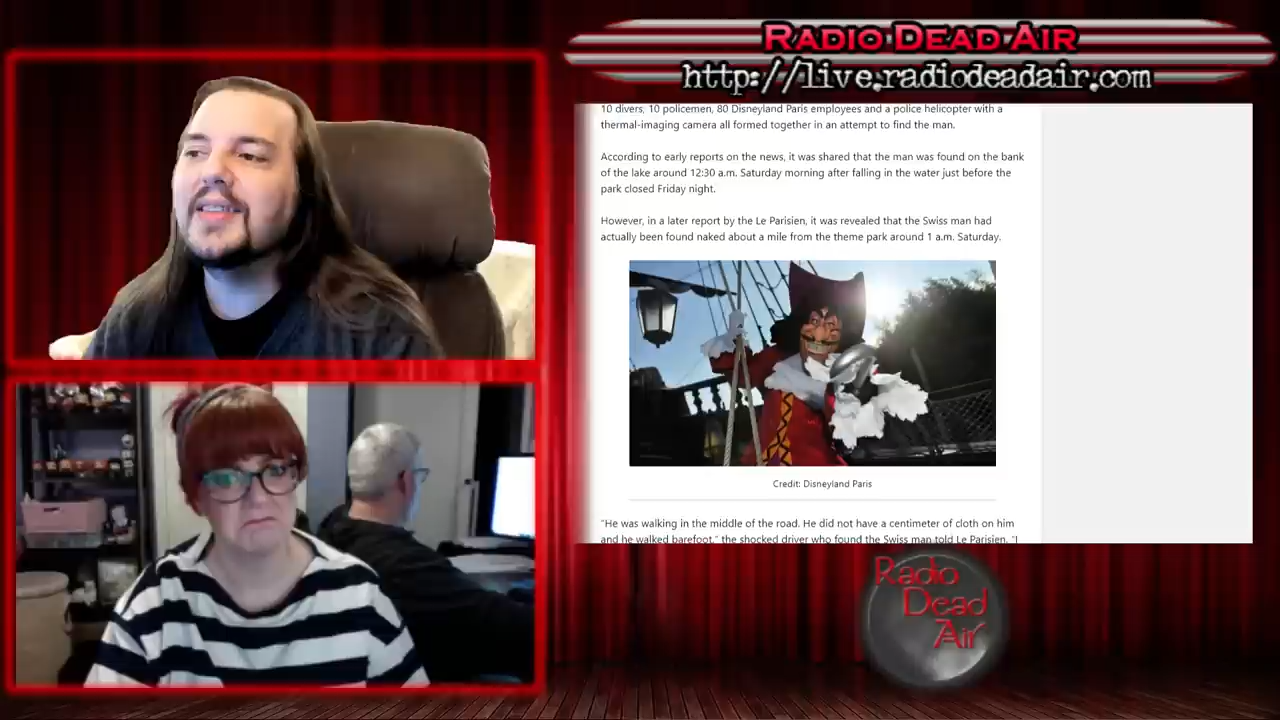 RADIO DEAD AIR
http://live.radiodeadair.com
10 divers, 10 policemen, 80 Disneyland Paris employees and a police helicopter with a
thermal-imaging camera all formed together in an attempt to find the man.
According to early reports on the news, it was shared that the man was found on the bank
of the lake around 12:30 a.m. Saturday morning after falling in the water just before the
park closed Friday night.
However, in a later report by the Le Parisien, it was revealed that the Swiss man had
actually been found naked about a mile from the theme park around 1 a.m. Saturday.
Credit: Disneyland Paris
"He was walking in the middle of the road. He did not have a centimeter of cloth on him
and he walked barefoot," the shocked driver who found the Swiss man told Le Parisien. "I
Radio
Dead
Air